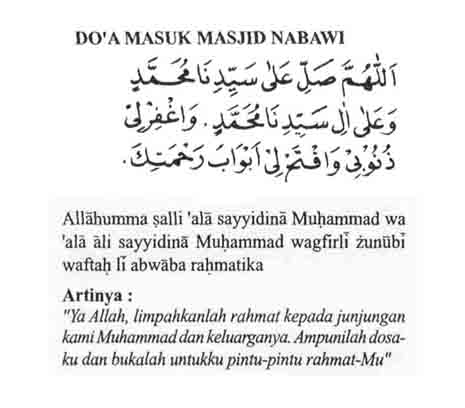 DO'A MASUK MASJID NABAWI
اَللّٰهُمَّ صَلِّ عَلٰى سَيِّدِنَا مُحَمَّدٍ
وَعَلٰى اٰلِ سَيِّدِنَا مُحَمَّدٍ. وَاغْفِرْلِيْ
ذُنُوْبِيْ وَافْتَحْ لِيْ اَبْوَابَ رَحْمَتِكَ.
Allāhumma ṣalli 'alā sayyidinā Muḥammad wa
'alā āli sayyidinā Muḥammad wagfirlī żunūbī
waftaḥ lī abwāba raḥmatika
Artinya :
"Ya Allah, limpahkanlah rahmat kepada junjungan
kami Muhammad dan keluarganya. Ampunilah dosa-
ku dan bukalah untukku pintu-pintu rahmat-Mu"